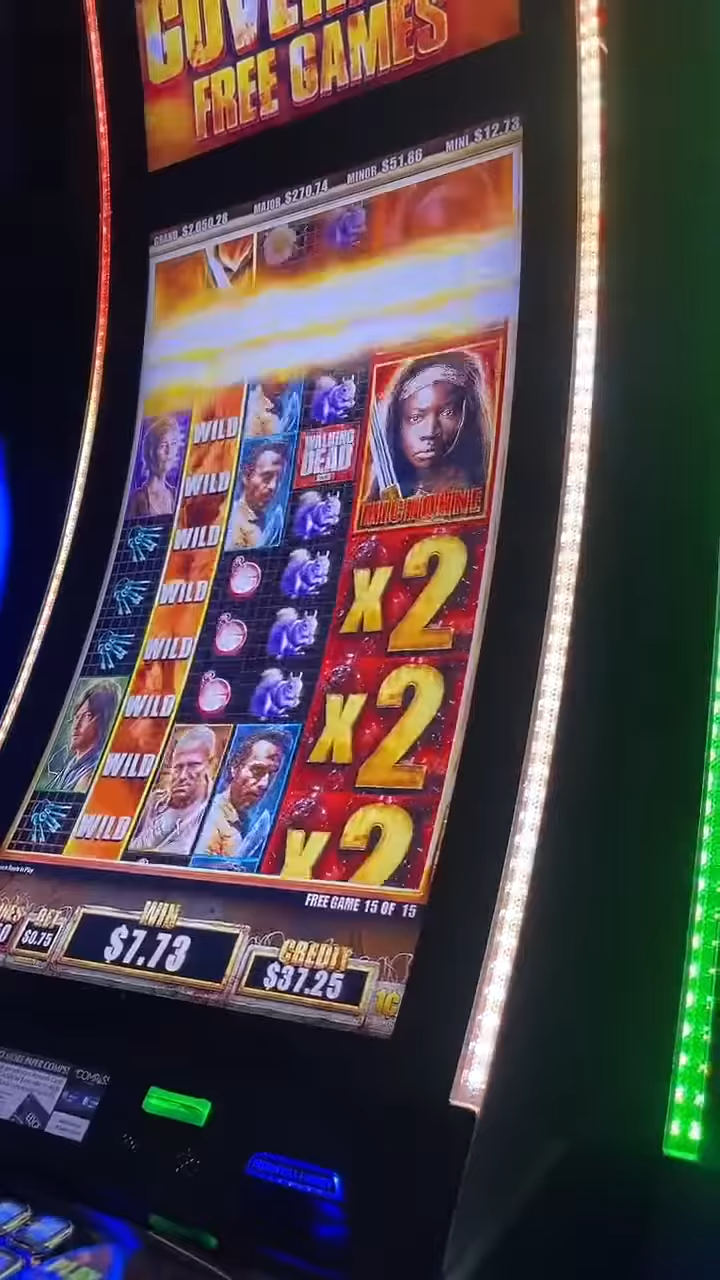 FREE GAMES
GRAND $2,050.28 MAJOR $270.74 MINOR $51.86 MINI $12.73
WILD
WILD
WALKING
DEAD
WILD
WILD
WILD
WILD
WILD
WILD
MICHONNE
x2
x2
x2
FREE GAME 15 OF 15
BET
$0.75
WIN
$7.73
CREDIT
$37.25
1¢